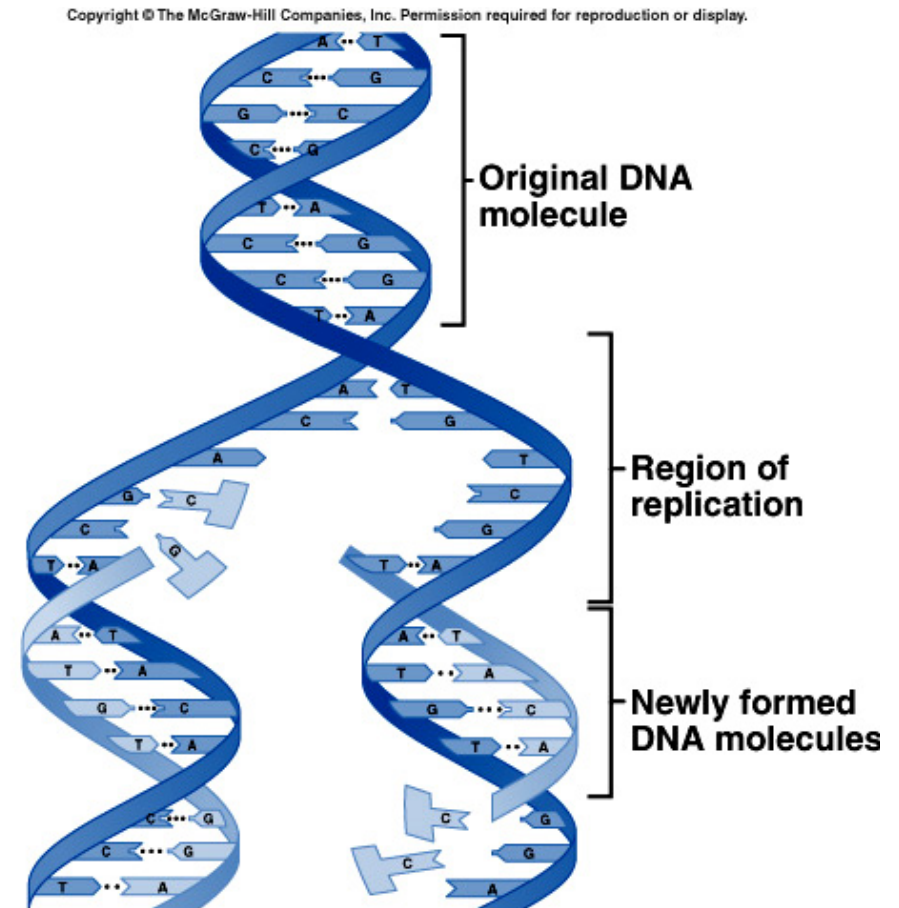 Copyright © The McGraw-Hill Companies, Inc. Permission required for reproduction or display.
A T
C G
G C
C G
Original DNA
molecule
T A
C G
C G
T A
A T
C G
A T
Region of
replication
G C C
C G
G
T A T A
A T A T
T A T A
G C G C
Newly formed
DNA molecules
T A T A
C G C G
C G C G
T A A